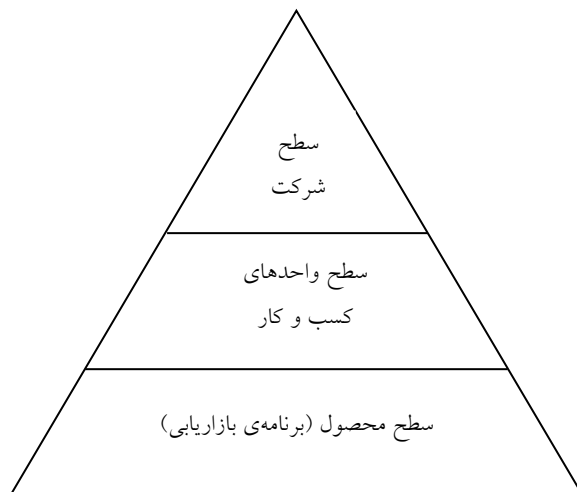 سطح
شرکت
سطح واحدهای
کسب و کار
سطح محصول (برنامه‌ی بازاریابی)